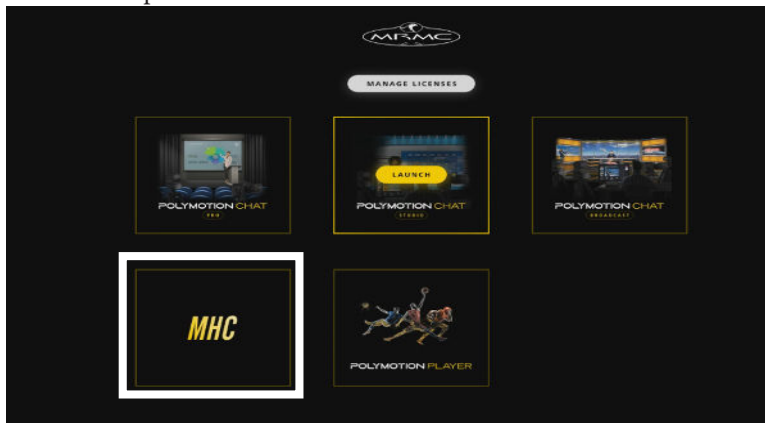 MRMC
MANAGE LICENSES
POLYMOTION CHAT
PRO
LAUNCH
POLYMOTION CHAT
STUDIO
POLYMOTION CHAT
BROADCAST
MHC
POLYMOTION PLAYER